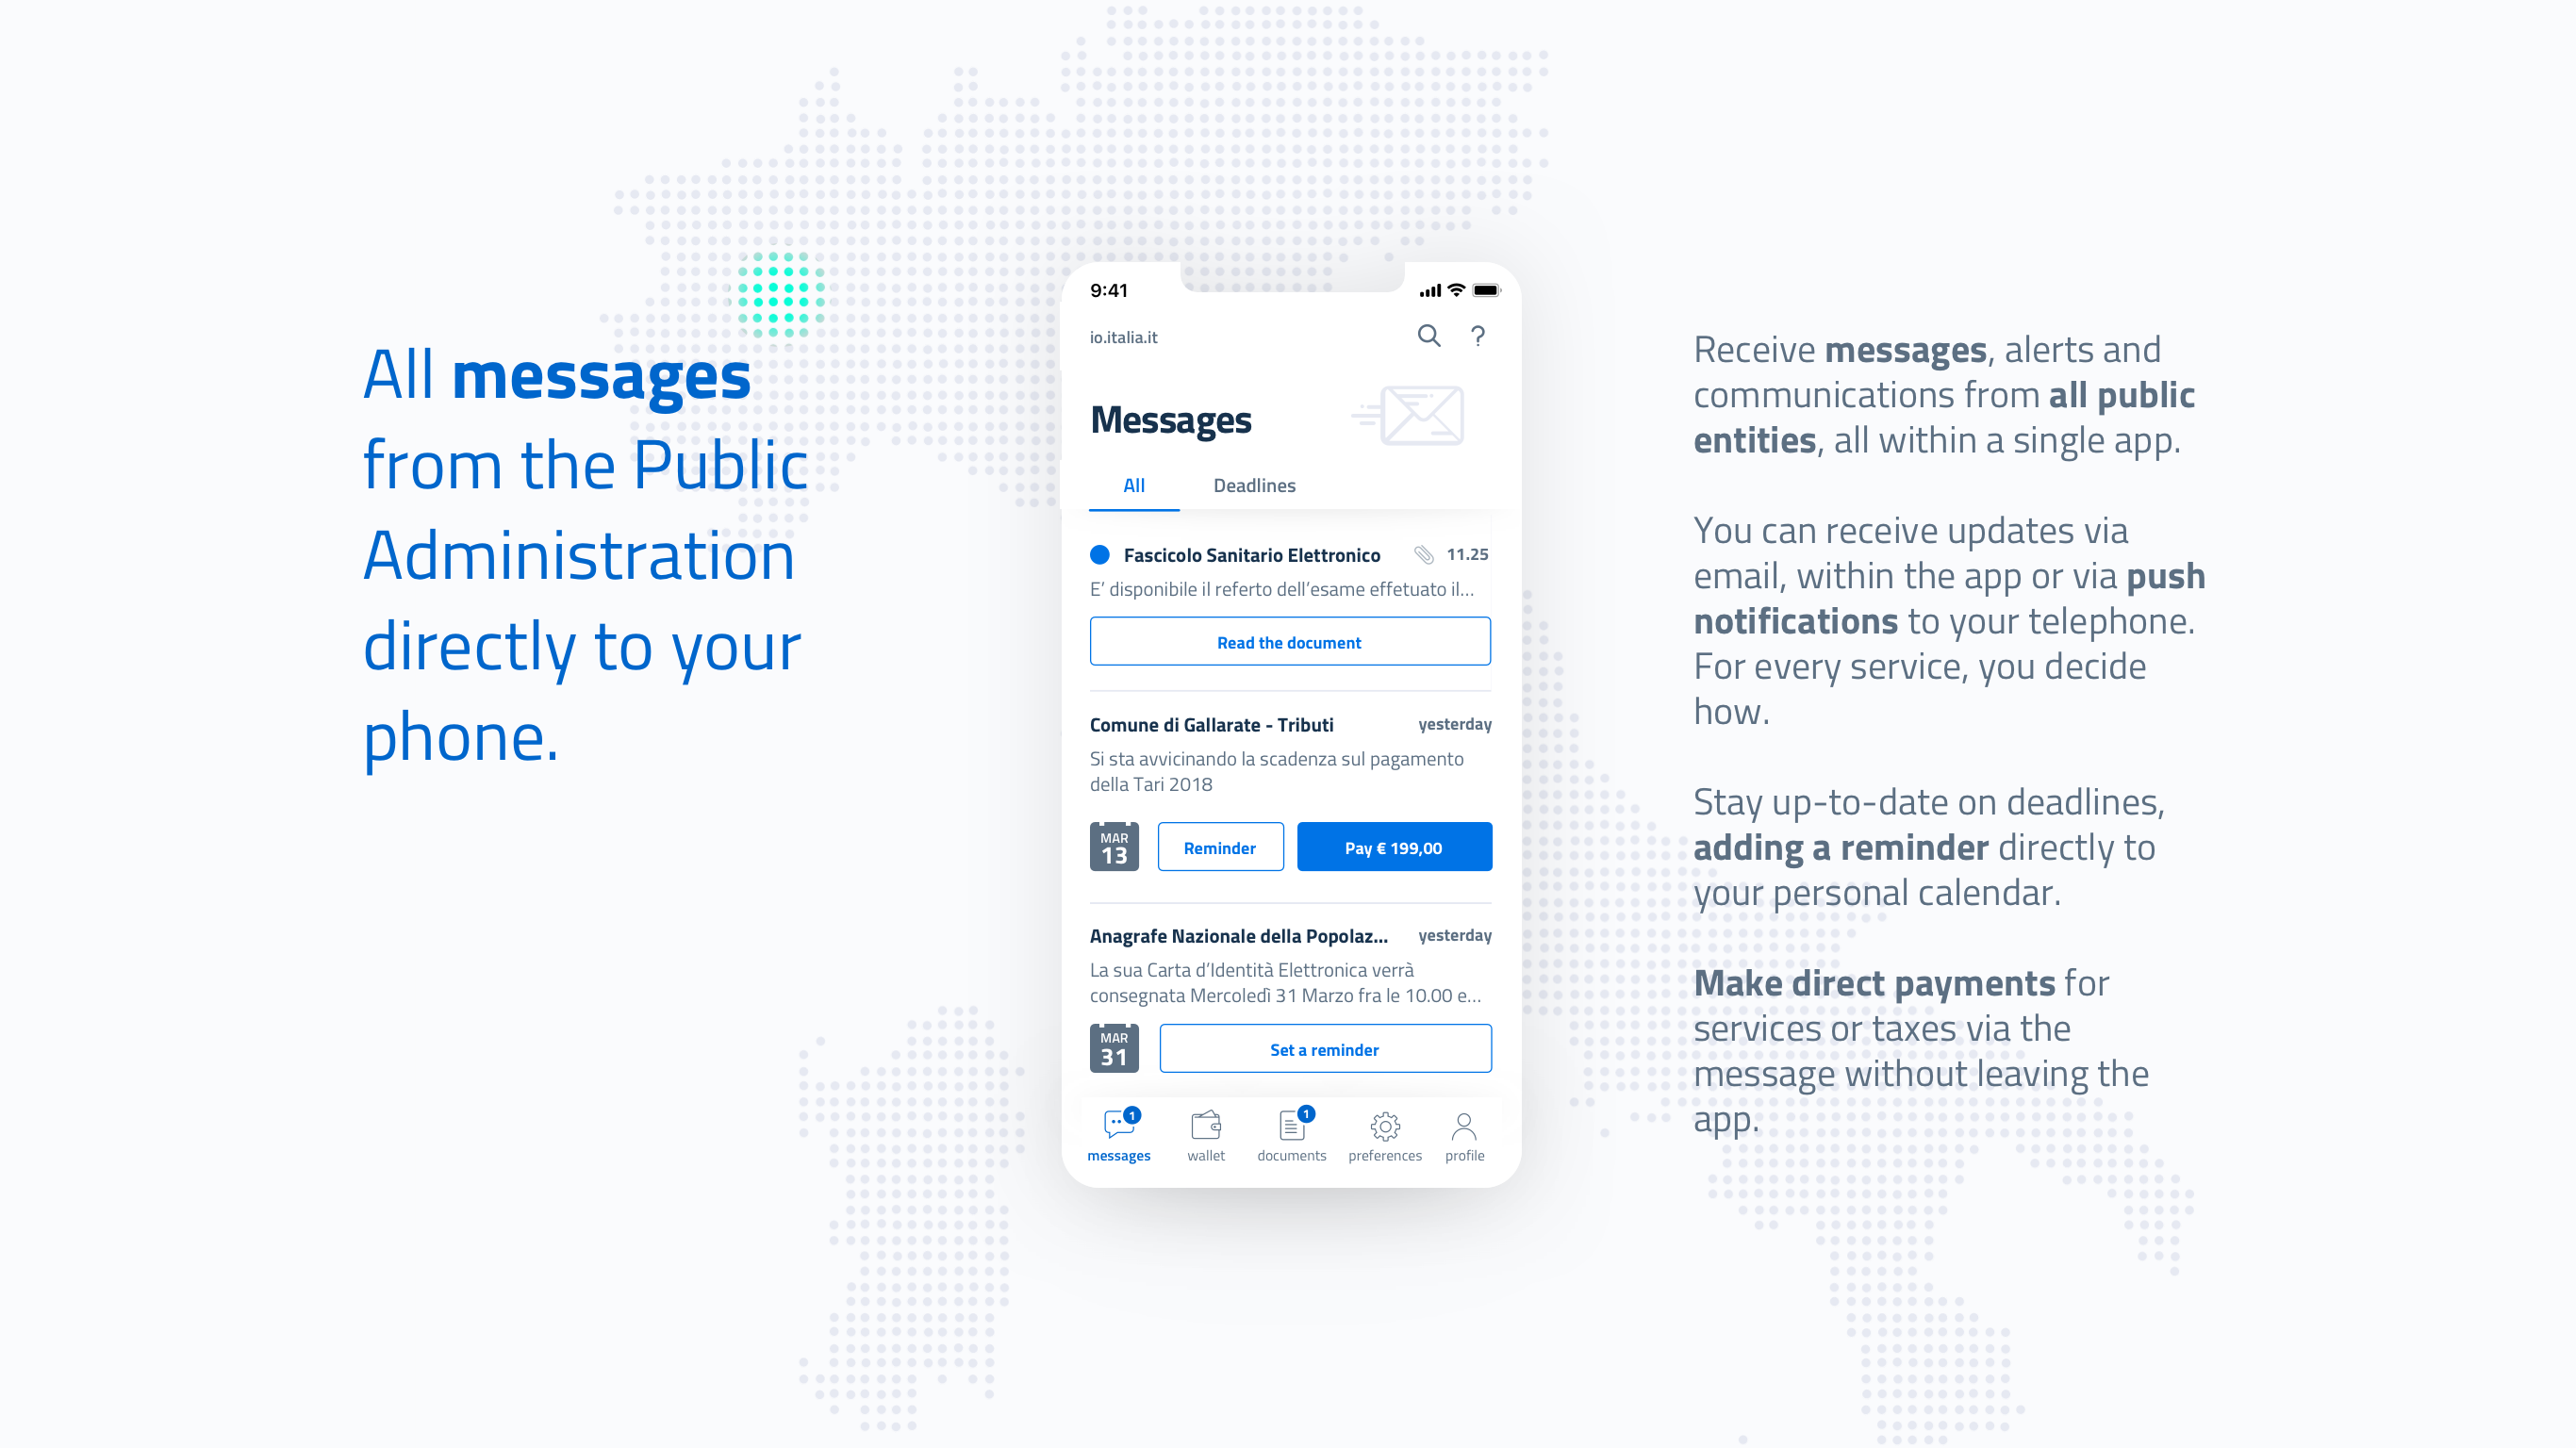 All messages
from the Public
Administration
directly to your
phone.
9:41
io.italia.it
?
Messages
All Deadlines
Fascicolo Sanitario Elettronico 11.25
E’ disponibile il referto dell’esame effetuato il...
Read the document
Comune di Gallarate - Tributi yesterday
Si sta avvicinando la scadenza sul pagamento
della Tari 2018
MAR
13
Reminder
Pay € 199,00
Anagrafe Nazionale della Popolaz... yesterday
La sua Carta d’Identità Elettronica verrà
consegnata Mercoledì 31 Marzo fra le 10.00 e...
MAR
31
Set a reminder
1 1
messages wallet documents preferences profile
Receive messages, alerts and
communications from all public
entities, all within a single app.
You can receive updates via
email, within the app or via push
notifications to your telephone.
For every service, you decide
how.
Stay up-to-date on deadlines,
adding a reminder directly to
your personal calendar.
Make direct payments for
services or taxes via the
message without leaving the
app.